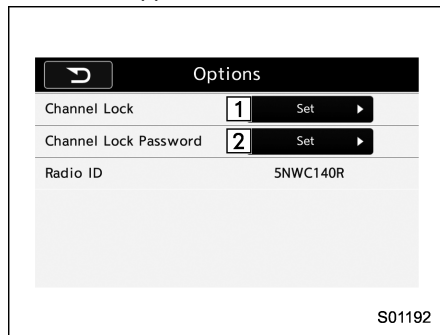 Options
Channel Lock 1 Set
Channel Lock Password 2 Set
Radio ID 5NWC140R
S01192